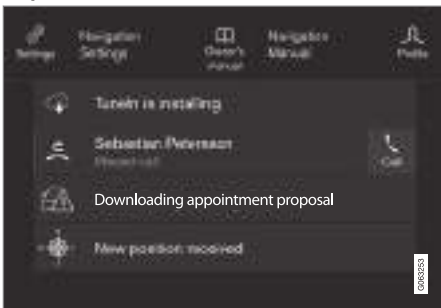 Settings
Navigation Settings
Owner's manual
Navigation Manual
Profile
TuneIn is installing
Sebastian Peterson
Missed call
Call
Downloading appointment proposal
New position received
G063253